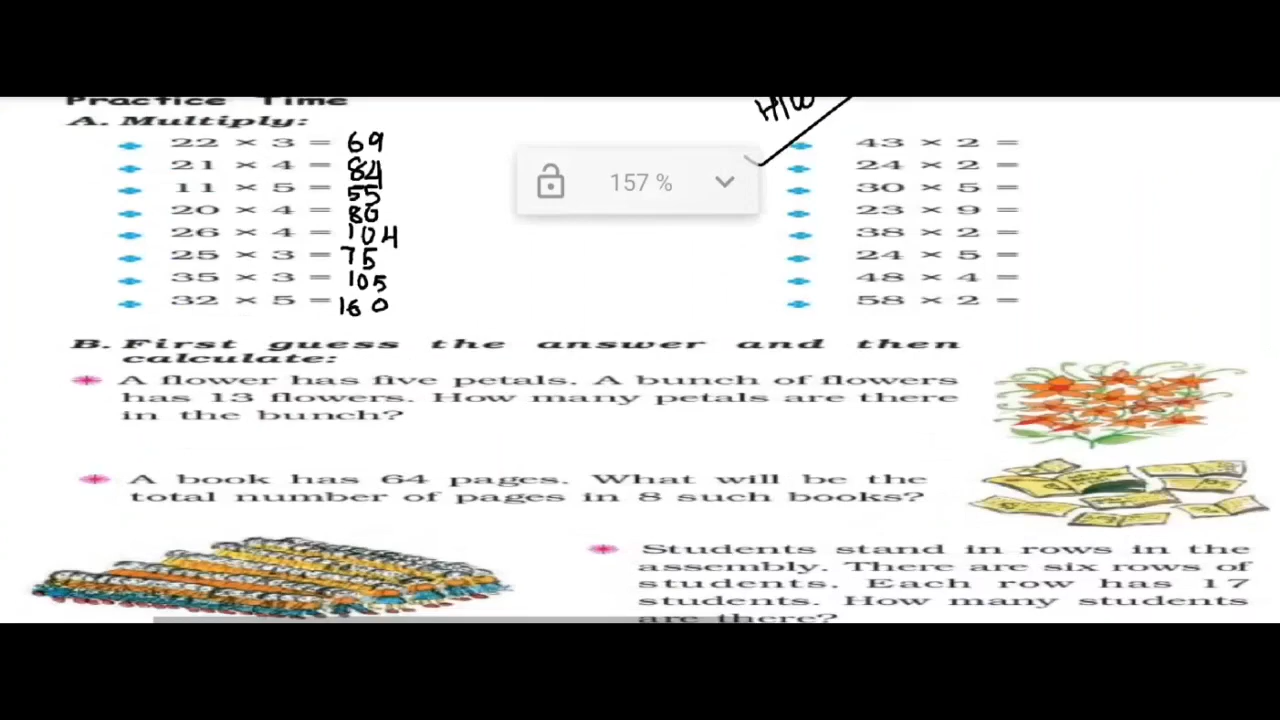 Practice Time
A. Multiply:
22 × 3 = 69
21 × 4 = 84
11 × 5 = 55
20 × 4 = 80
26 × 4 = 104
25 × 3 = 75
35 × 3 = 105
32 × 5 = 160
H/W
157 %
43 × 2 =
24 × 2 =
30 × 5 =
23 × 9 =
38 × 2 =
24 × 5 =
48 × 4 =
58 × 2 =
B. First guess the answer and then
calculate:
A flower has five petals. A bunch of flowers
has 13 flowers. How many petals are there
in the bunch?
A book has 64 pages. What will be the
total number of pages in 8 such books?
Students stand in rows in the
assembly. There are six rows of
students. Each row has 17
students. How many students
are there?